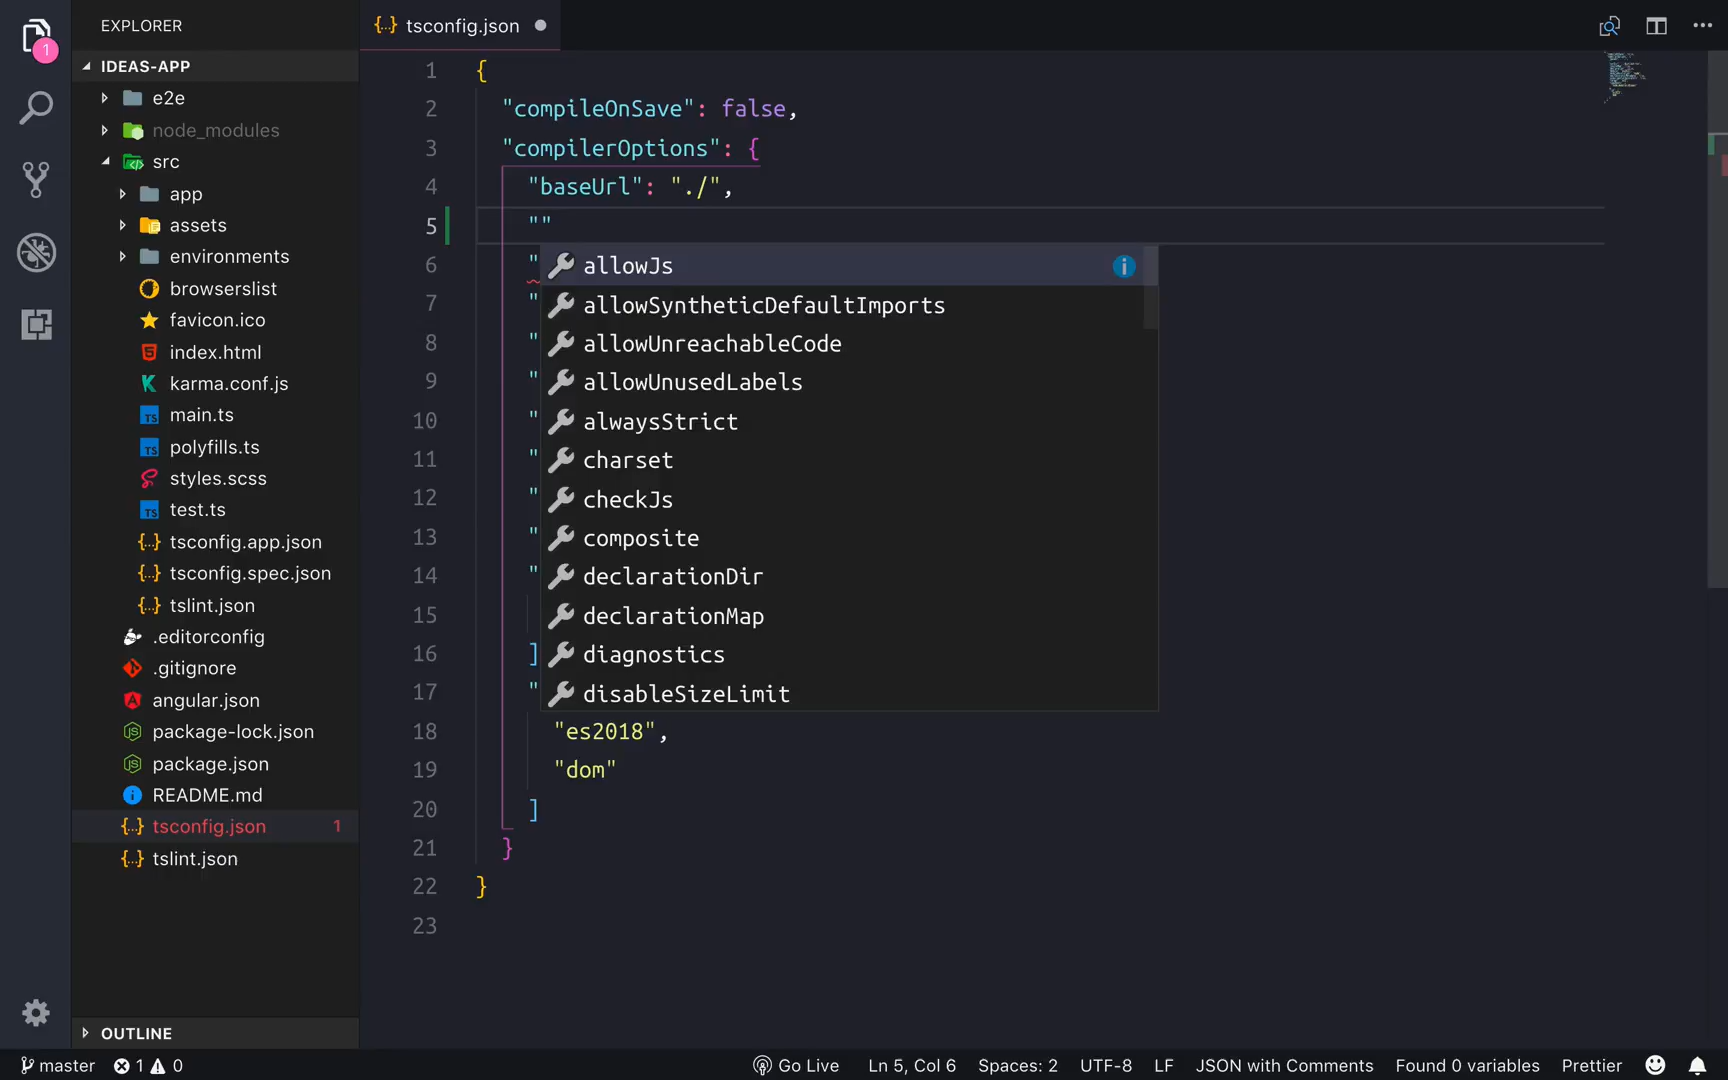 EXPLORER
{..} tsconfig.json
1
IDEAS-APP
e2e
node_modules
src
app
assets
environments
browserslist
favicon.ico
index.html
karma.conf.js
TS main.ts
TS polyfills.ts
styles.scss
TS test.ts
{..} tsconfig.app.json
{..} tsconfig.spec.json
{..} tslint.json
.editorconfig
.gitignore
angular.json
package-lock.json
package.json
README.md
{..} tsconfig.json 1
{..} tslint.json
OUTLINE
1 {
2 "compileOnSave": false,
3 "compilerOptions": {
4 "baseUrl": "./",
5 ""
6 "
7 "
8 "
9 "
10 "
11 "
12 "
13 "
14 "
15
16 ]
17 "
18 "es2018",
19 "dom"
20 ]
21 }
22 }
23
allowJs
allowSyntheticDefaultImports
allowUnreachableCode
allowUnusedLabels
alwaysStrict
charset
checkJs
composite
declarationDir
declarationMap
diagnostics
disableSizeLimit
master 1 0 Go Live Ln 5, Col 6 Spaces: 2 UTF-8 LF JSON with Comments Found 0 variables Prettier